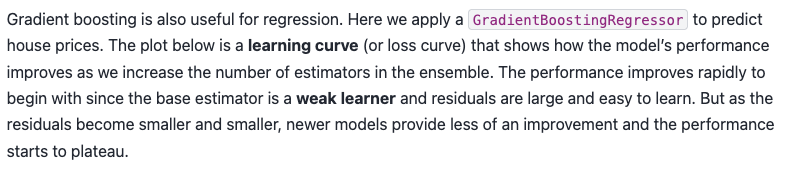 Gradient boosting is also useful for regression. Here we apply a GradientBoostingRegressor to predict
house prices. The plot below is a learning curve (or loss curve) that shows how the model’s performance
improves as we increase the number of estimators in the ensemble. The performance improves rapidly to
begin with since the base estimator is a weak learner and residuals are large and easy to learn. But as the
residuals become smaller and smaller, newer models provide less of an improvement and the performance
starts to plateau.